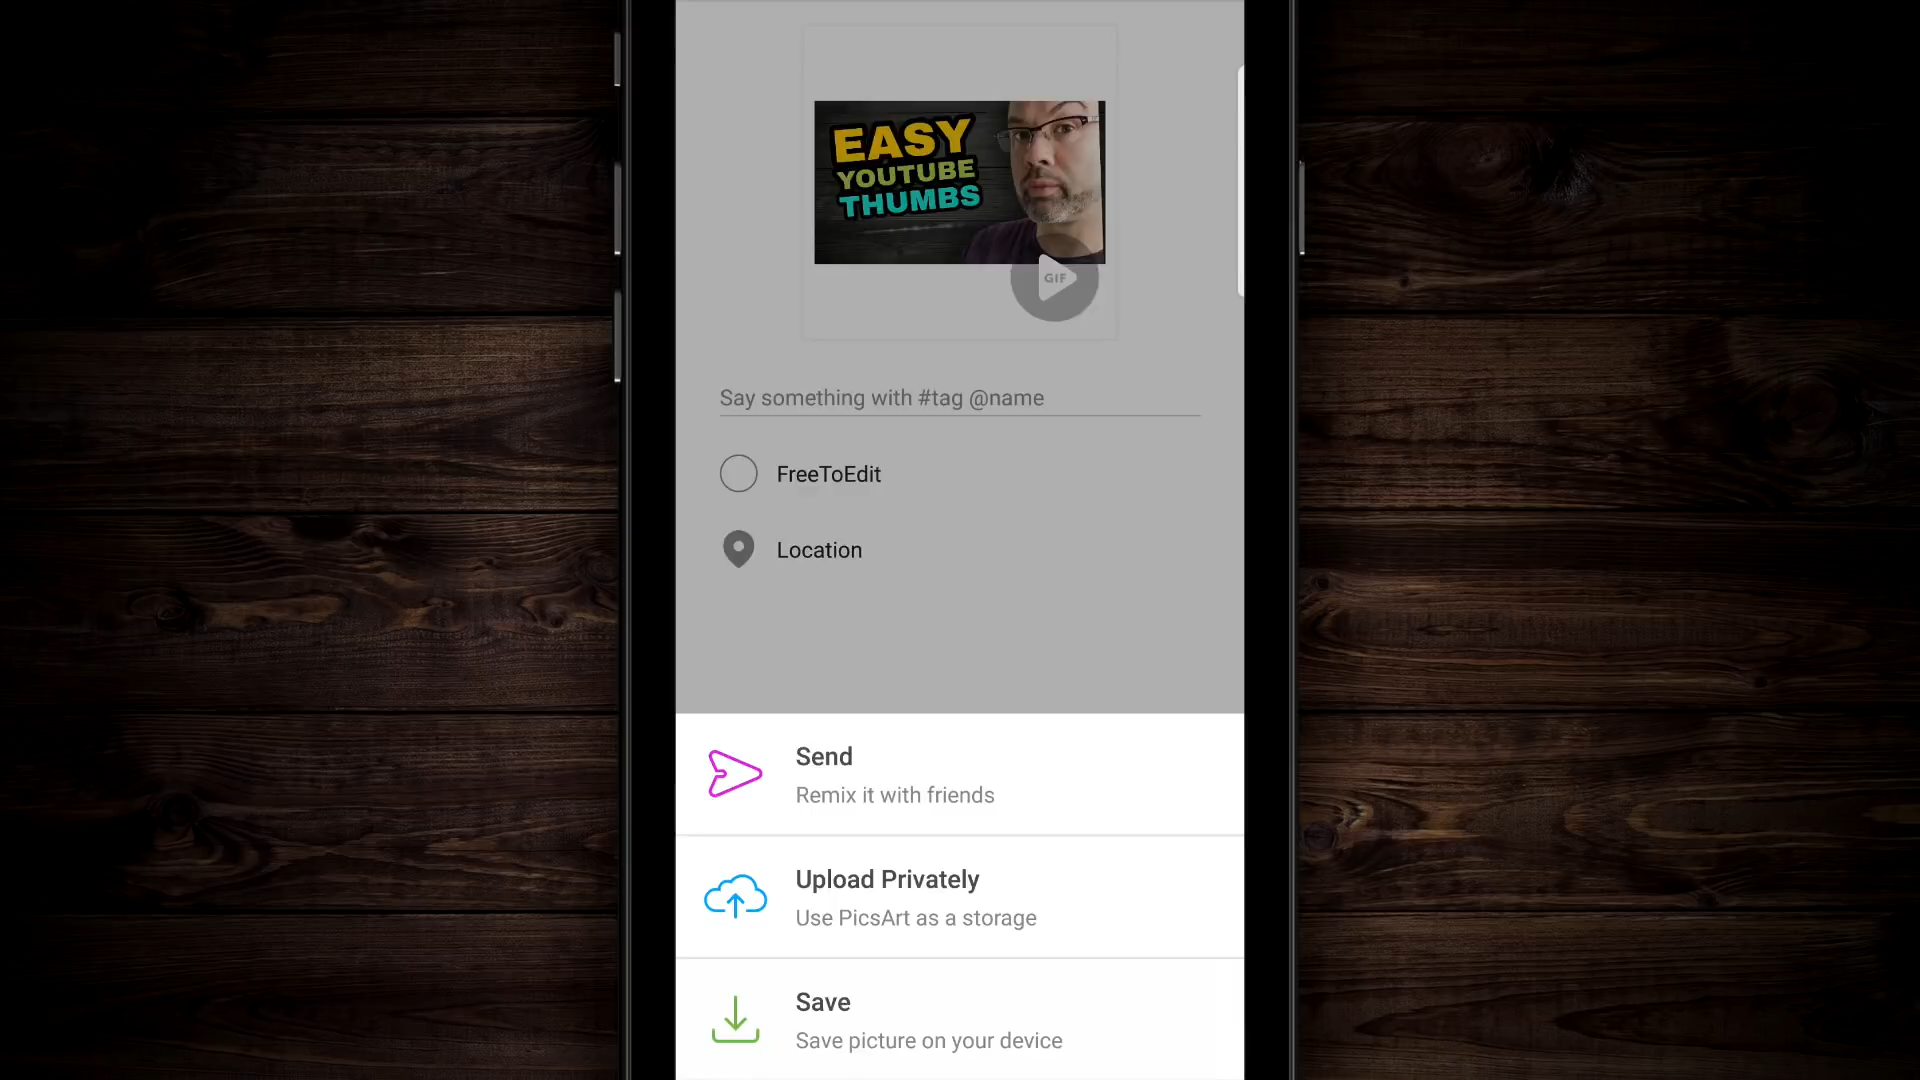 EASY
YOUTUBE
THUMBS
GIF
Say something with #tag @name
FreeToEdit
Location
Send
Remix it with friends
Upload Privately
Use PicsArt as a storage
Save
Save picture on your device